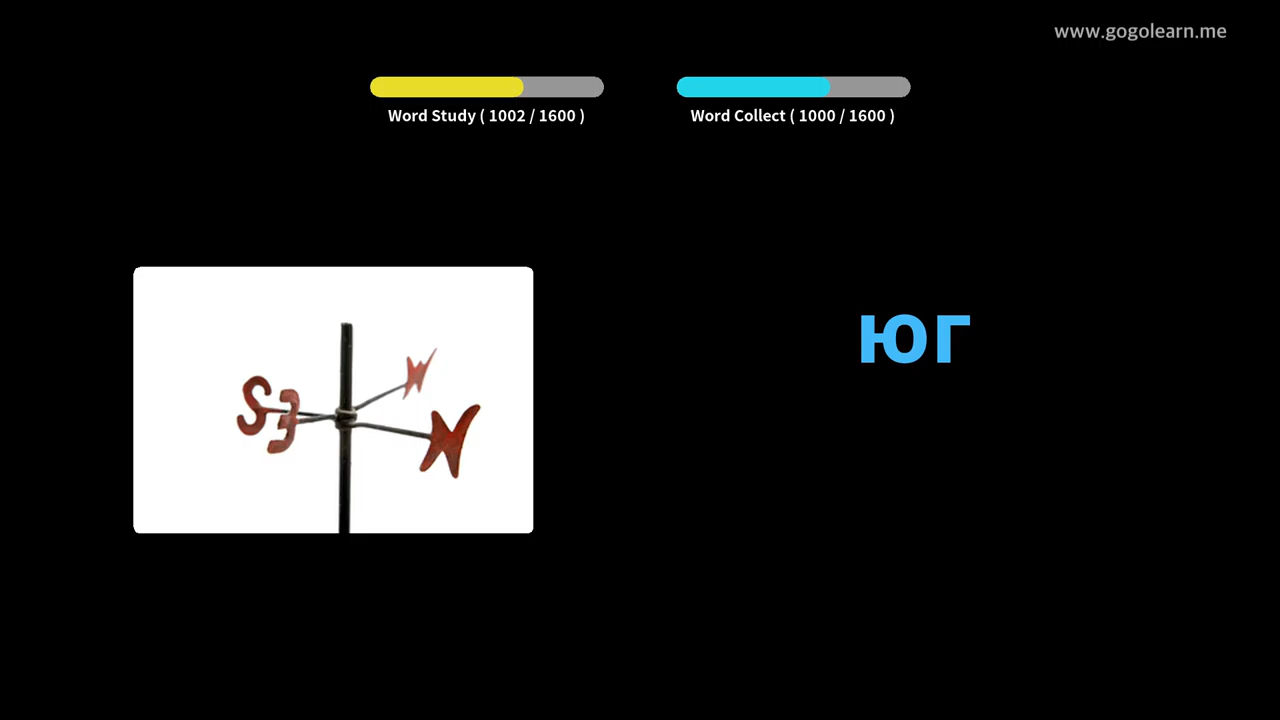 www.gogolearn.me
Word Study ( 1002 / 1600 )
Word Collect ( 1000 / 1600 )
юг
S E N